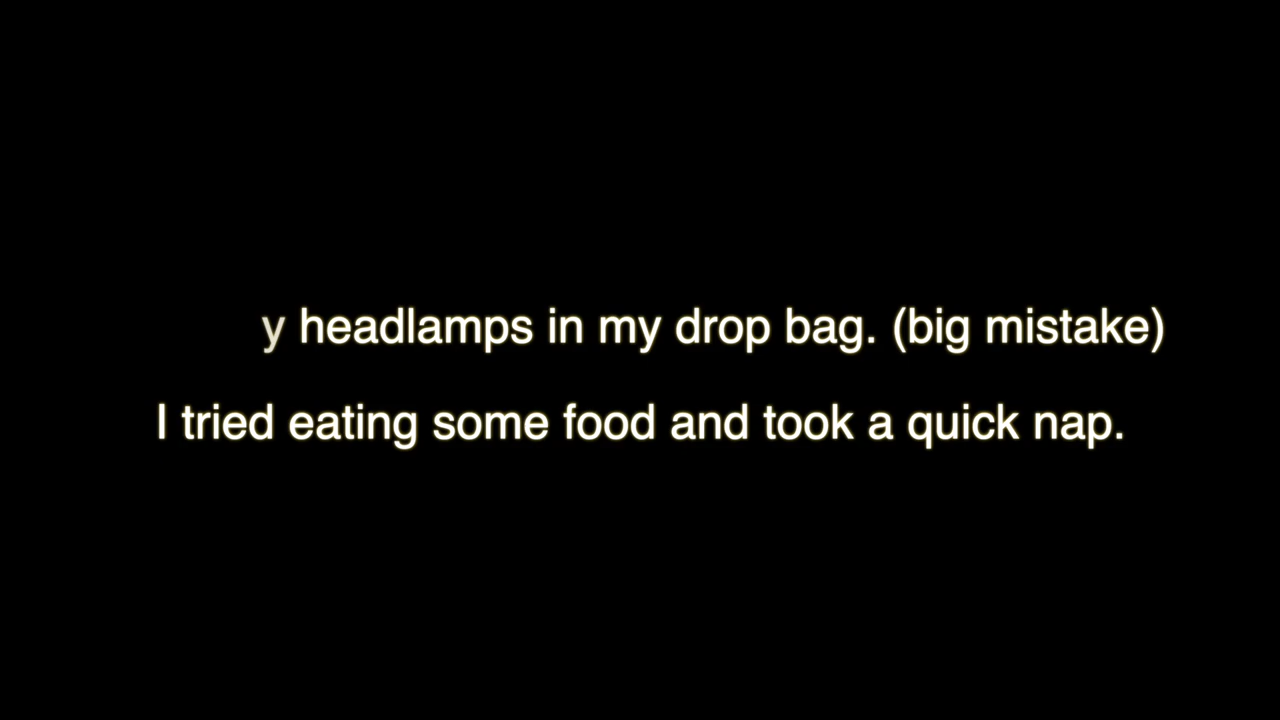 y headlamps in my drop bag. (big mistake)
I tried eating some food and took a quick nap.